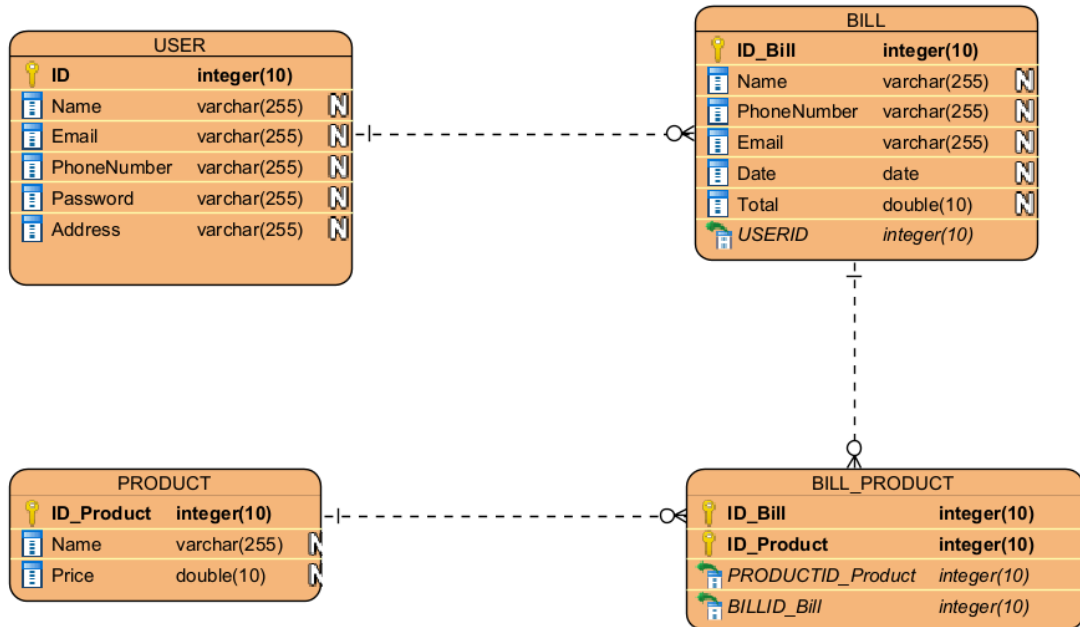 USER
ID integer(10)
Name varchar(255) N
Email varchar(255) N
PhoneNumber varchar(255) N
Password varchar(255) N
Address varchar(255) N
BILL
ID_Bill integer(10)
Name varchar(255) N
PhoneNumber varchar(255) N
Email varchar(255) N
Date date N
Total double(10) N
USERID integer(10)
PRODUCT
ID_Product integer(10)
Name varchar(255) N
Price double(10) N
BILL_PRODUCT
ID_Bill integer(10)
ID_Product integer(10)
PRODUCTID_Product integer(10)
BILLID_Bill integer(10)